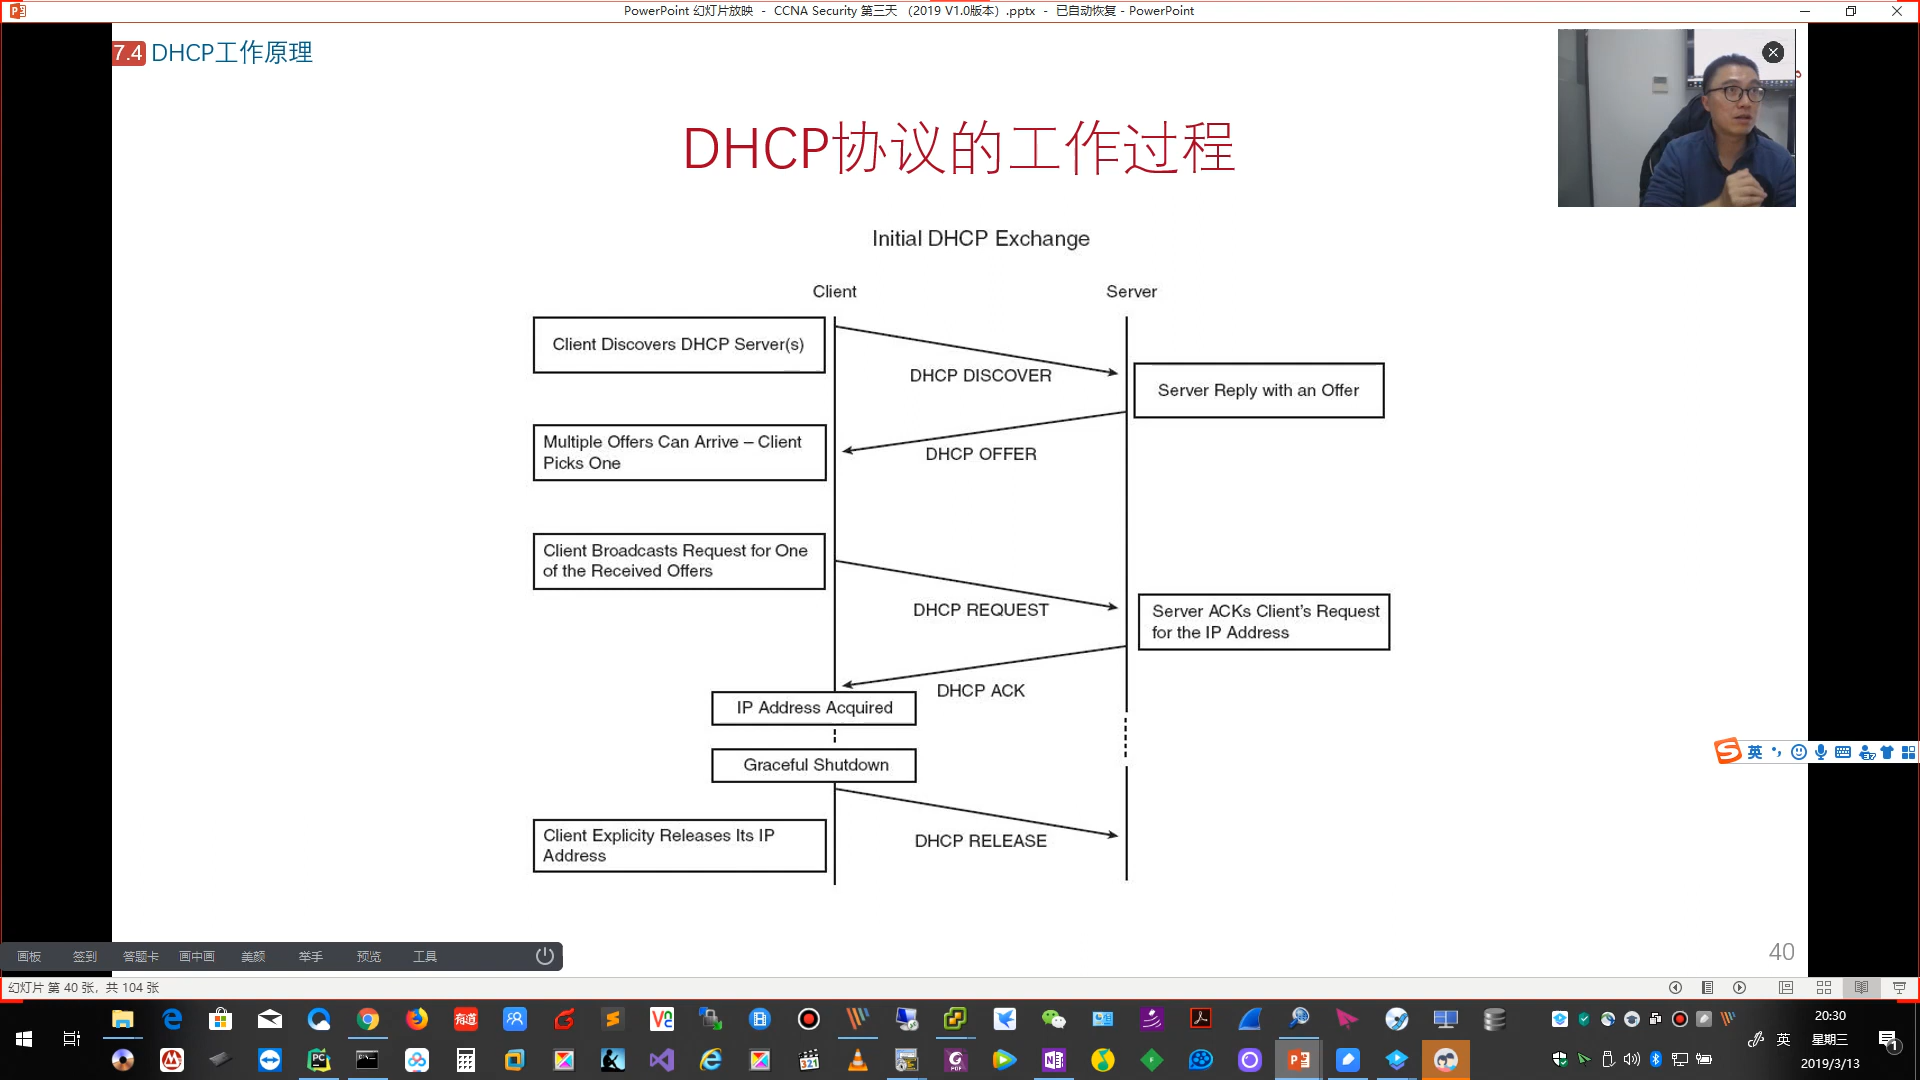 PowerPoint 幻灯片放映 - CCNA Security 第三天 （2019 V1.0版本）.pptx - 已自动恢复 - PowerPoint
7.4 DHCP工作原理
DHCP协议的工作过程
Initial DHCP Exchange
Client
Server
Client Discovers DHCP Server(s)
DHCP DISCOVER
Server Reply with an Offer
Multiple Offers Can Arrive – Client
Picks One
DHCP OFFER
Client Broadcasts Request for One
of the Received Offers
DHCP REQUEST
Server ACKs Client's Request
for the IP Address
DHCP ACK
IP Address Acquired
Graceful Shutdown
Client Explicity Releases Its IP
Address
DHCP RELEASE
英
40
画板 签到 答题卡 画中画 美颜 举手 预览 工具
幻灯片 第 40 张，共 104 张
有道
321
20:30
英 星期三
2019/3/13
1